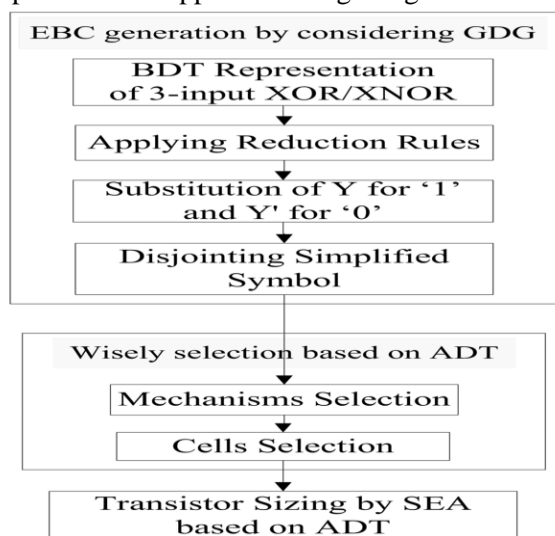 EBC generation by considering GDG
BDT Representation
of 3-input XOR/XNOR
Applying Reduction Rules
Substitution of Y for ‘1’
and Y' for ‘0’
Disjointing Simplified
Symbol
Wisely selection based on ADT
Mechanisms Selection
Cells Selection
Transistor Sizing by SEA
based on ADT